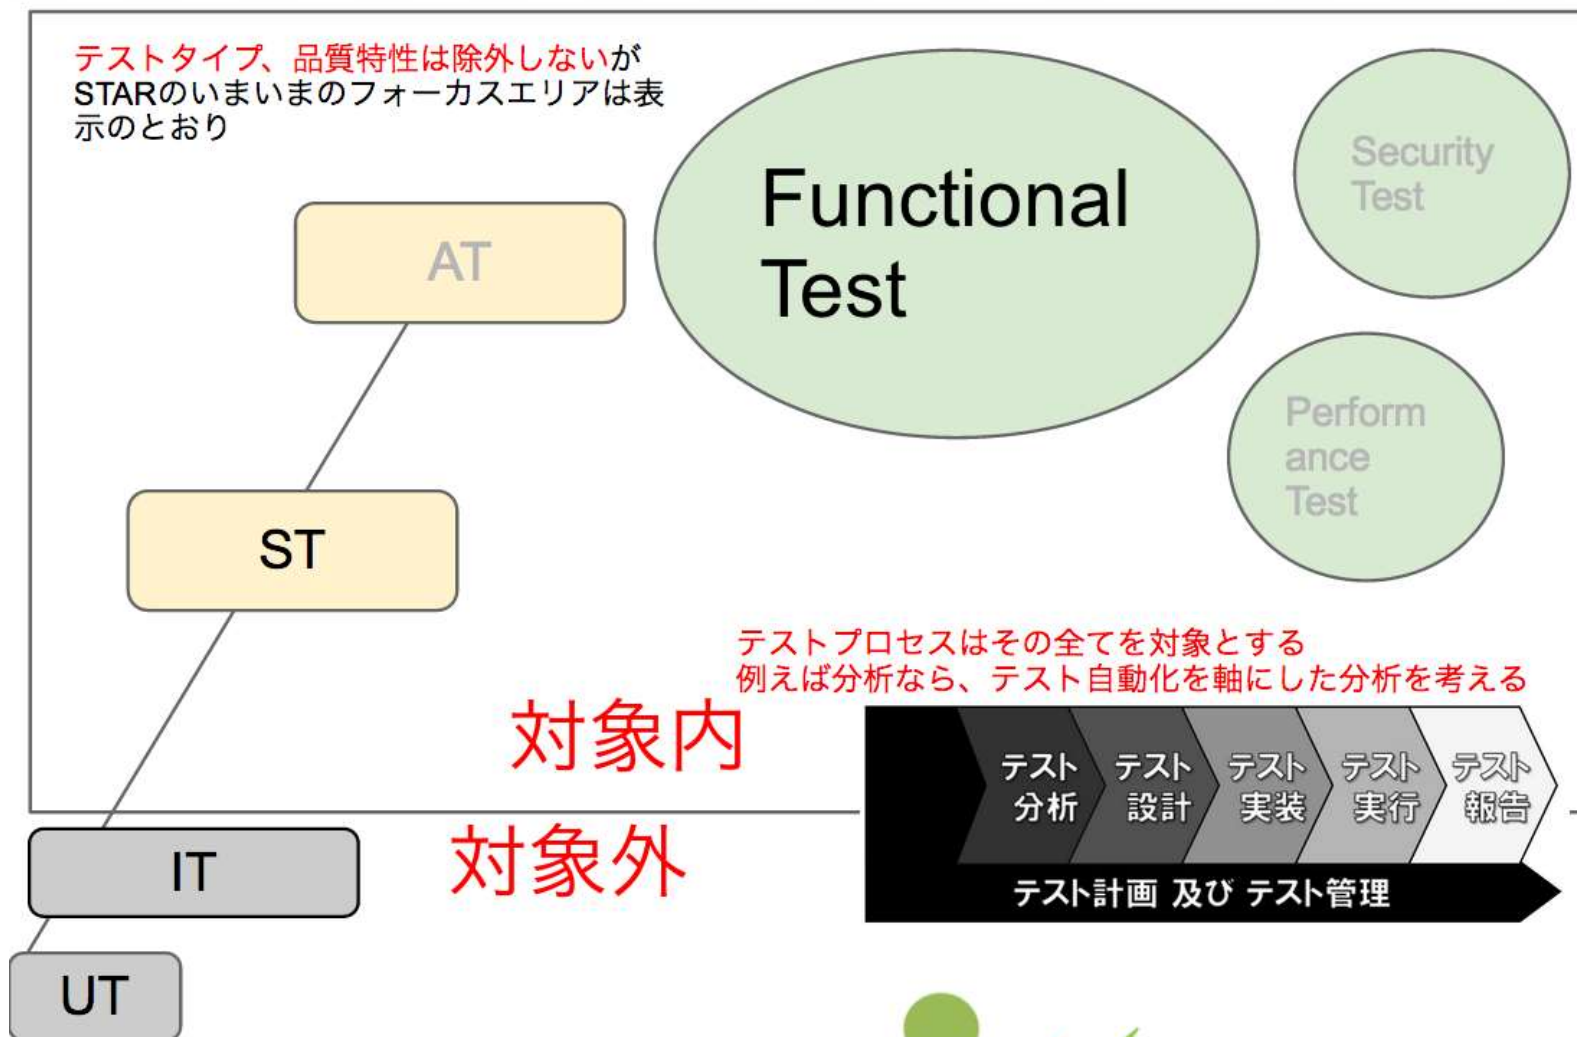 テストタイプ、品質特性は除外しないが
STARのいまいまのフォーカスエリアは表
示のとおり
Functional
Test
Security
Test
AT
Perform
ance
Test
ST
テストプロセスはその全てを対象とする
例えば分析なら、テスト自動化を軸にした分析を考える
対象内
テスト
分析
テスト
設計
テスト
実装
テスト
実行
テスト
報告
テスト計画 及び テスト管理
対象外
IT
UT